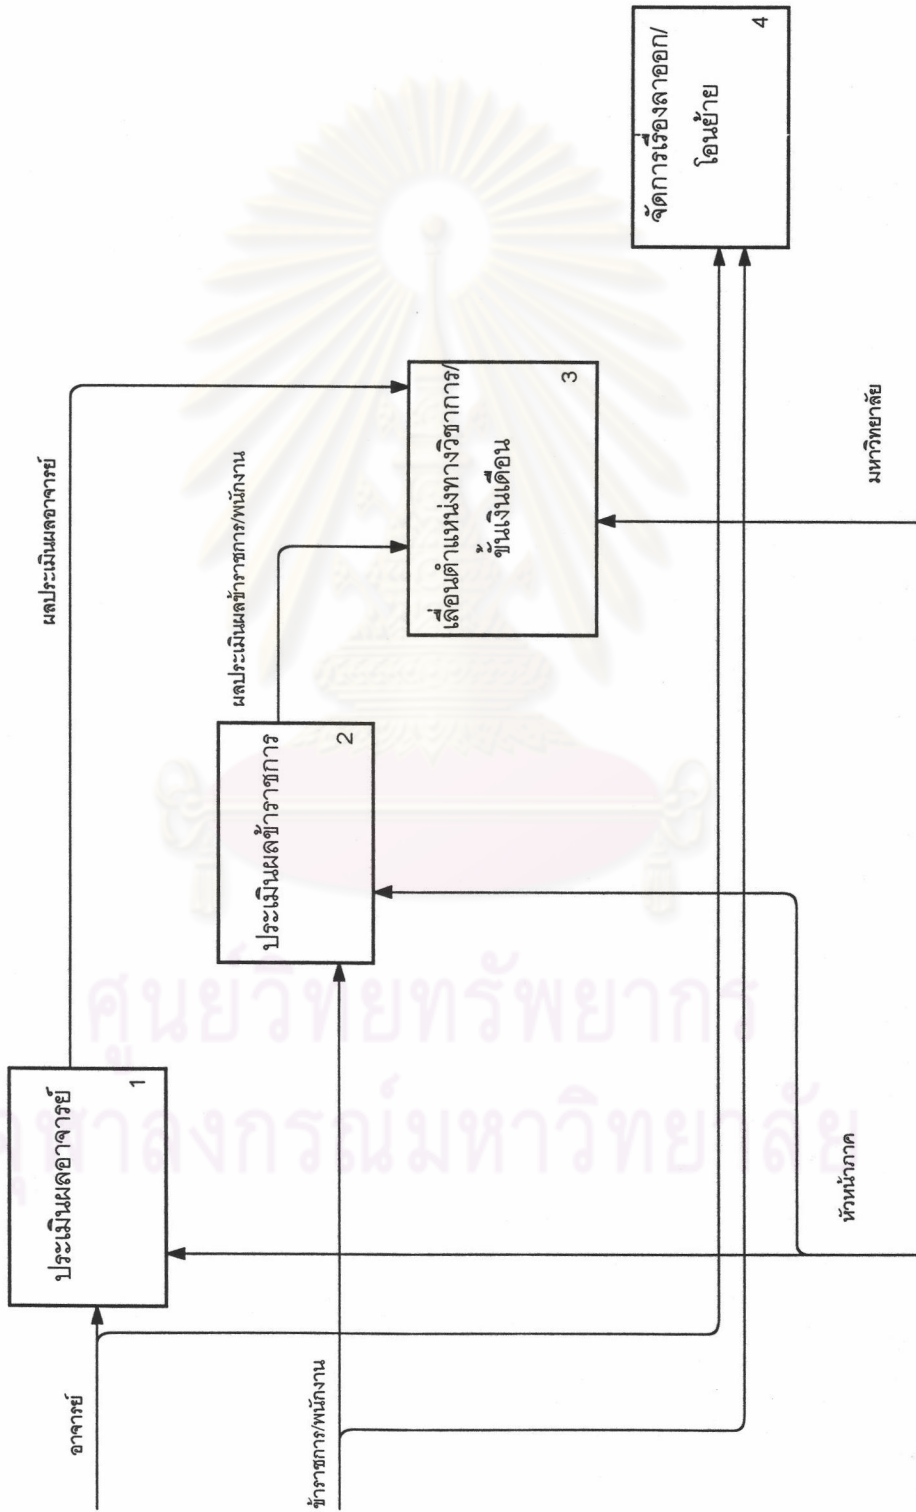 อาจารย์
ข้าราชการ/พนักงาน
ประเมินผลอาจารย์
1
ผลประเมินผลอาจารย์
ประเมินผลข้าราชการ
2
ผลประเมินผลข้าราชการ/พนักงาน
เลื่อนตำแหน่งทางวิชาการ/
ขั้นเงินเดือน
3
จัดการเรื่องลาออก/
โอนย้าย
4
หัวหน้าภาค
มหาวิทยาลัย
ศูนย์วิทยทรัพยากร
จุฬาลงกรณ์มหาวิทยาลัย